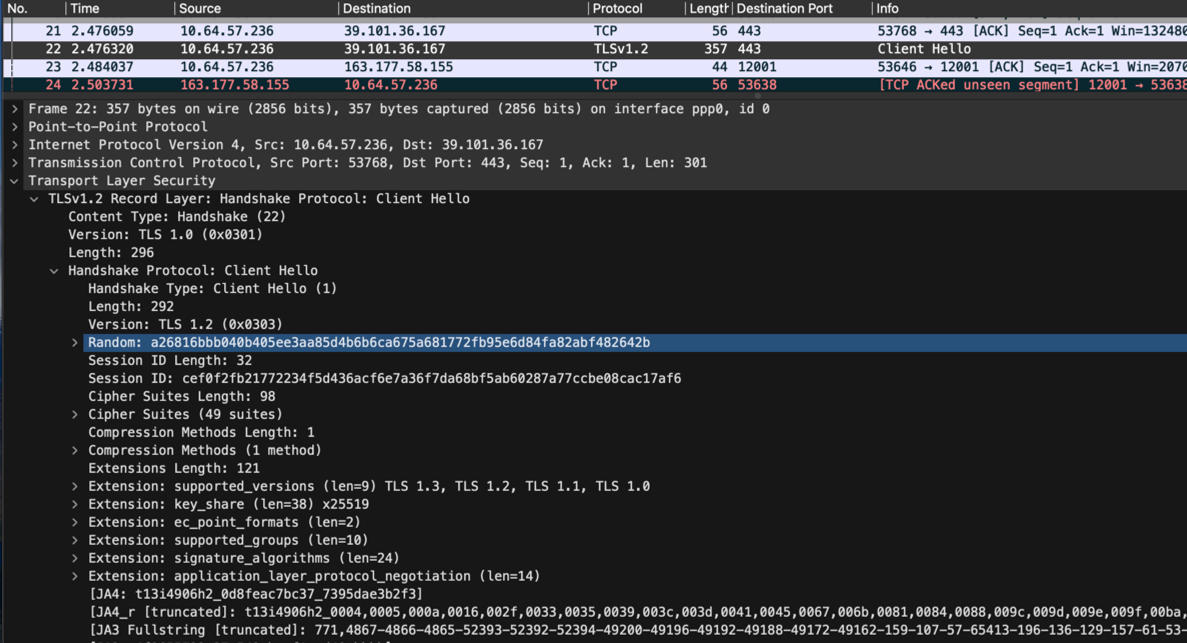 No. Time Source Destination Protocol Length Destination Port Info
21 2.476059 10.64.57.236 39.101.36.167 TCP 56 443 53768 → 443 [ACK] Seq=1 Ack=1 Win=132480
22 2.476320 10.64.57.236 39.101.36.167 TLSv1.2 357 443 Client Hello
23 2.484037 10.64.57.236 163.177.58.155 TCP 44 12001 53646 → 12001 [ACK] Seq=1 Ack=1 Win=2070
24 2.503731 163.177.58.155 10.64.57.236 TCP 56 53638 [TCP ACKed unseen segment] 12001 → 53638
Frame 22: 357 bytes on wire (2856 bits), 357 bytes captured (2856 bits) on interface ppp0, id 0
Point-to-Point Protocol
Internet Protocol Version 4, Src: 10.64.57.236, Dst: 39.101.36.167
Transmission Control Protocol, Src Port: 53768, Dst Port: 443, Seq: 1, Ack: 1, Len: 301
Transport Layer Security
TLSv1.2 Record Layer: Handshake Protocol: Client Hello
Content Type: Handshake (22)
Version: TLS 1.0 (0x0301)
Length: 296
Handshake Protocol: Client Hello
Handshake Type: Client Hello (1)
Length: 292
Version: TLS 1.2 (0x0303)
Random: a26816bbb040b405ee3aa85d4b6b6ca675a681772fb95e6d84fa82abf482642b
Session ID Length: 32
Session ID: cef0f2fb21772234f5d436acf6e7a36f7da68bf5ab60287a77ccbe08cac17af6
Cipher Suites Length: 98
Cipher Suites (49 suites)
Compression Methods Length: 1
Compression Methods (1 method)
Extensions Length: 121
Extension: supported_versions (len=9) TLS 1.3, TLS 1.2, TLS 1.1, TLS 1.0
Extension: key_share (len=38) x25519
Extension: ec_point_formats (len=2)
Extension: supported_groups (len=10)
Extension: signature_algorithms (len=24)
Extension: application_layer_protocol_negotiation (len=14)
[JA4: t13i4906h2_0d8feac7bc37_7395dae3b2f3]
[JA4_r [truncated]: t13i4906h2_0004,0005,000a,0016,002f,0033,0035,0039,003c,003d,0041,0045,0067,006b,0081,0084,0088,009c,009d,009e,009f,00ba,
[JA3 Fullstring [truncated]: 771,4867-4866-4865-52393-52392-52394-49200-49196-49192-49188-49172-49162-159-107-57-65413-196-136-129-157-61-53-